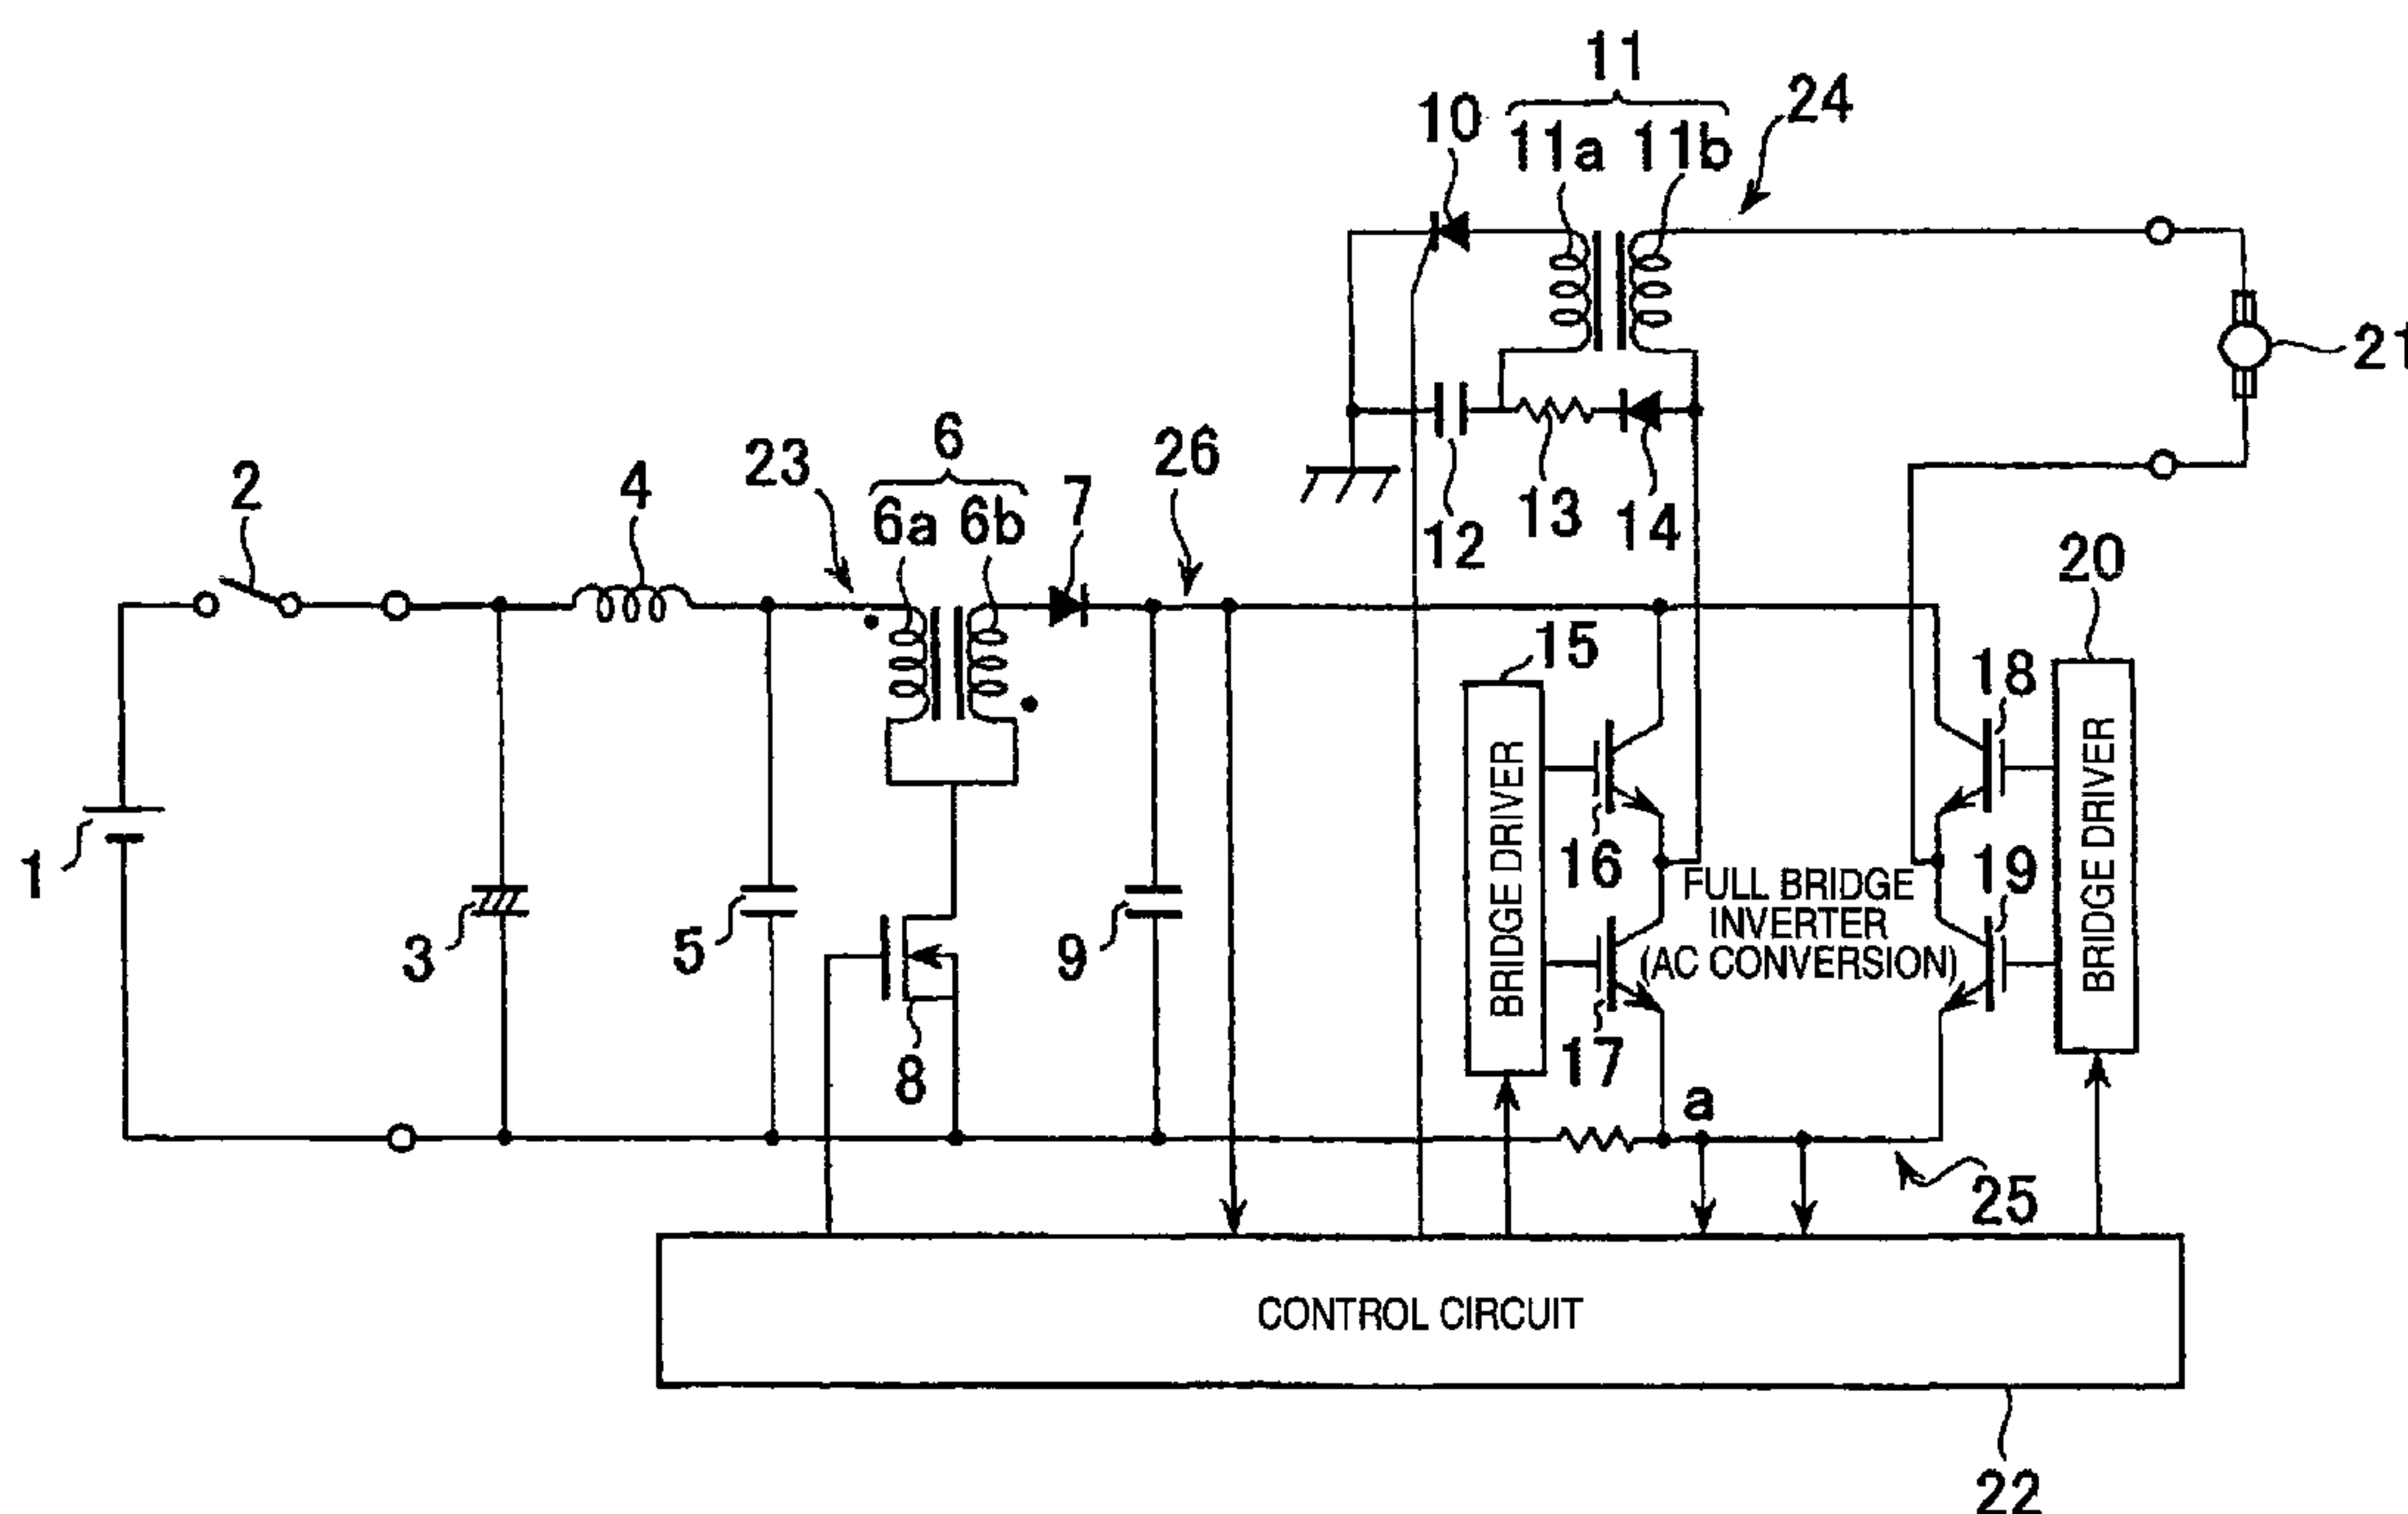 11
10
11a 11b
24
21
6
23
26
2
4
6a 6b
7
12
13
14
20
15
18
BRIDGE DRIVER
BRIDGE DRIVER
1
3
5
9
16
FULL BRIDGE
INVERTER
(AC CONVERSION)
19
8
17
a
25
CONTROL CIRCUIT
22